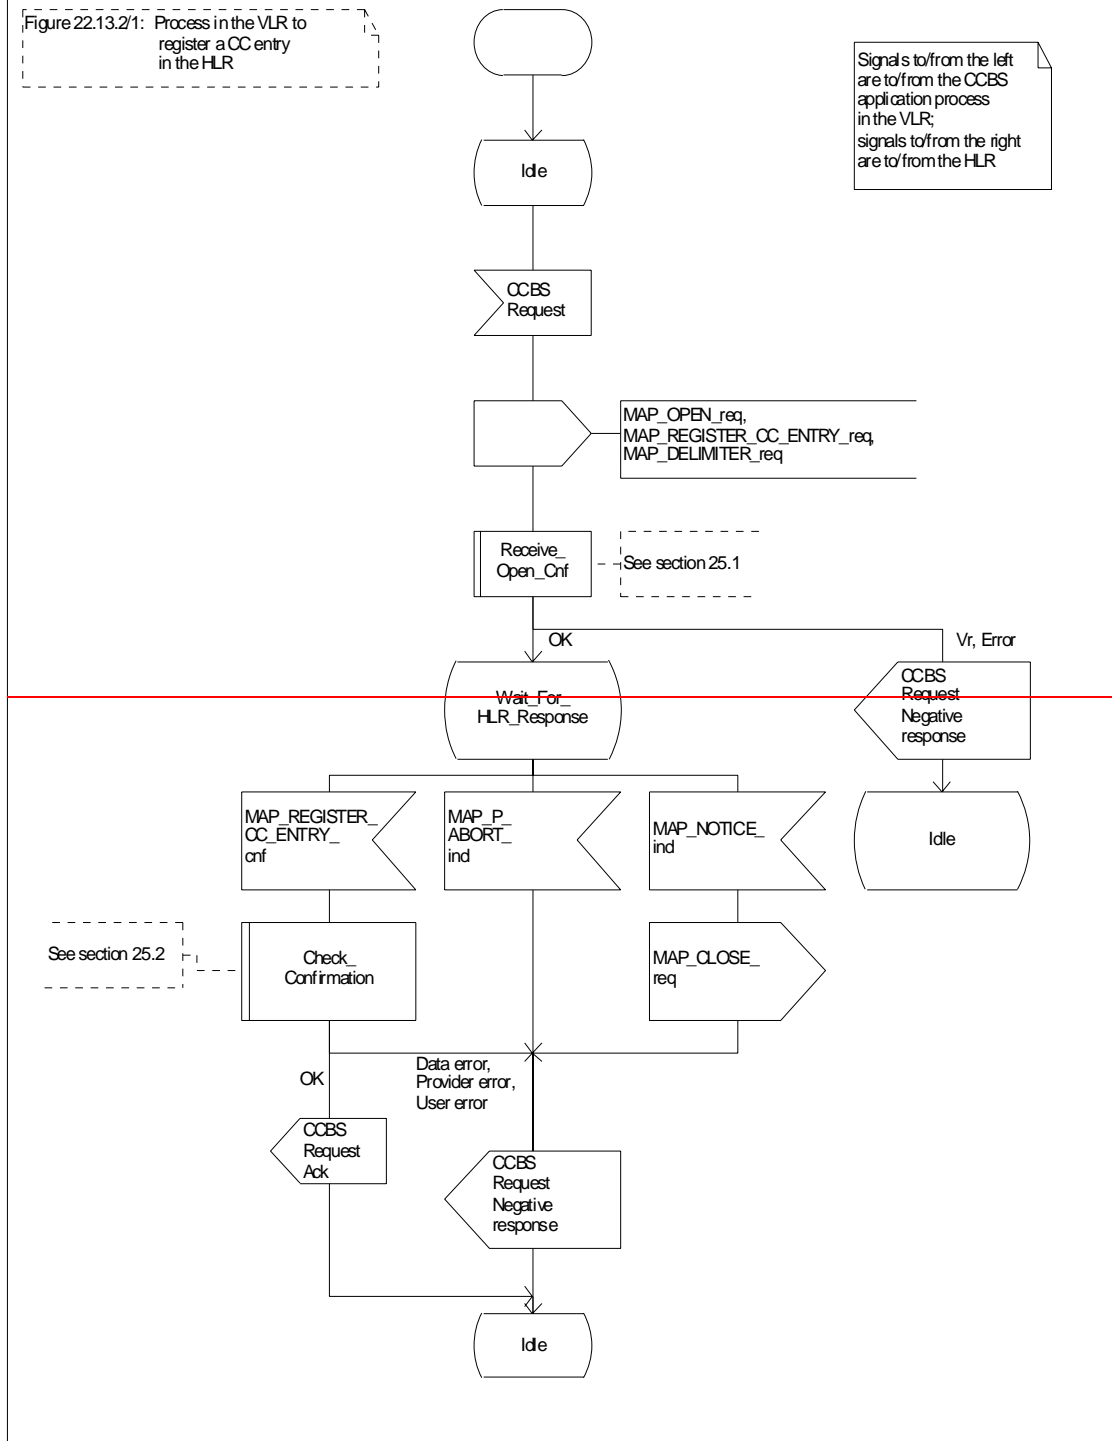 Figure 22.13.2/1: Process in the VLR to
register a CC entry
in the HLR
Signals to/from the left
are to/from the CCBS
application process
in the VLR;
signals to/from the right
are to/from the HLR
Idle
CCBS
Request
MAP_OPEN_req,
MAP_REGISTER_CC_ENTRY_req,
MAP_DELIMITER_req
Receive_
Open_Cnf
See section 25.1
OK
Vr, Error
Wait_For_
HLR_Response
CCBS
Request
Negative
response
MAP_REGISTER_
CC_ENTRY_
cnf
MAP_P_
ABORT_
ind
MAP_NOTICE_
ind
Idle
See section 25.2
Check_
Confirmation
MAP_CLOSE_
req
OK
Data error,
Provider error,
User error
CCBS
Request
Ack
CCBS
Request
Negative
response
Idle